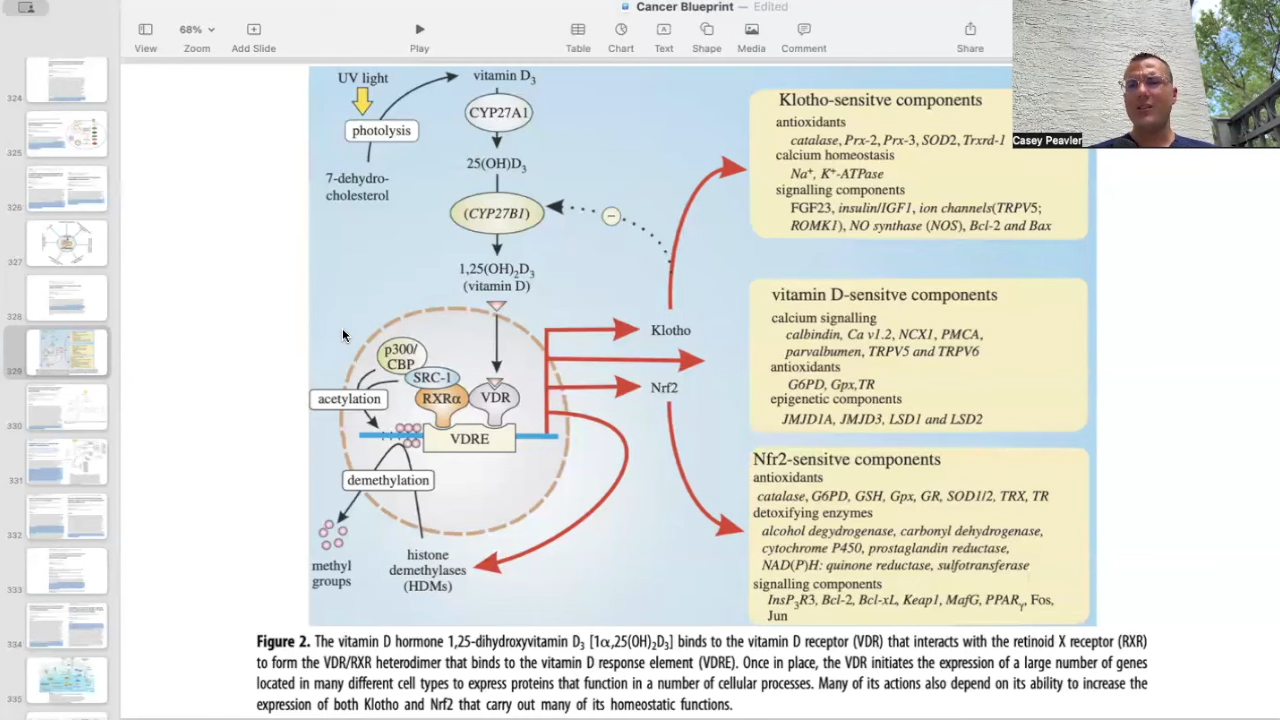 Cancer Blueprint — Edited
68%
View
Zoom
Add Slide
Play
Table
Chart
Text
Shape
Media
Comment
Share
Casey Peavler
324
325
326
327
328
329
330
331
332
333
334
335
UV light
vitamin D3
photolysis
CYP27A1
7-dehydro-
cholesterol
25(OH)D3
(CYP27B1)
−
1,25(OH)2D3
(vitamin D)
p300/
CBP
SRC-1
acetylation
RXRα
VDR
VDRE
demethylation
methyl
groups
histone
demethylases
(HDMs)
Klotho
Nrf2
Klotho-sensitve components
antioxidants
catalase, Prx-2, Prx-3, SOD2, Trxrd-1
calcium homeostasis
Na+, K+-ATPase
signalling components
FGF23, insulin/IGF1, ion channels(TRPV5;
ROMK1), NO synthase (NOS), Bcl-2 and Bax
vitamin D-sensitve components
calcium signalling
calbindin, Ca v1.2, NCX1, PMCA,
parvalbumen, TRPV5 and TRPV6
antioxidants
G6PD, Gpx,TR
epigenetic components
JMJD1A, JMJD3, LSD1 and LSD2
Nfr2-sensitve components
antioxidants
catalase, G6PD, GSH, Gpx, GR, SOD1/2, TRX, TR
detoxifying enzymes
alcohol degydrogenase, carbonyl dehydrogenase,
cytochrome P450, prostaglandin reductase,
NAD(P)H: quinone reductase, sulfotransferase
signalling components
InsP3R3, Bcl-2, Bcl-xL, Keap1, MafG, PPARγ, Fos,
Jun
Figure 2. The vitamin D hormone 1,25-dihydroxyvitamin D3 [1α,25(OH)2D3] binds to the vitamin D receptor (VDR) that interacts with the retinoid X receptor (RXR)
to form the VDR/RXR heterodimer that binds to the vitamin D response element (VDRE). Once in place, the VDR initiates the expression of a large number of genes
located in many different cell types to express proteins that function in a number of cellular processes. Many of its actions also depend on its ability to increase the
expression of both Klotho and Nrf2 that carry out many of its homeostatic functions.